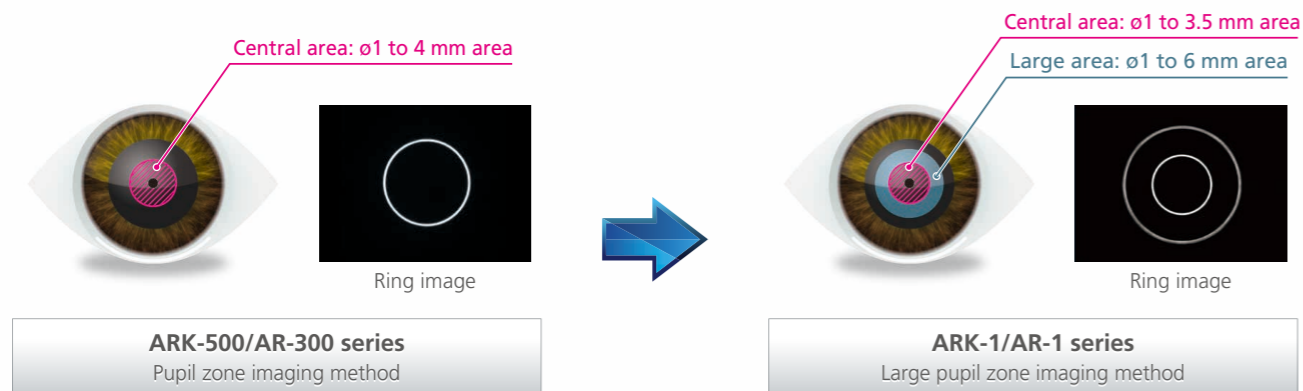 Central area: ø1 to 4 mm area
Ring image
ARK-500/AR-300 series
Pupil zone imaging method
Central area: ø1 to 3.5 mm area
Large area: ø1 to 6 mm area
Ring image
ARK-1/AR-1 series
Large pupil zone imaging method